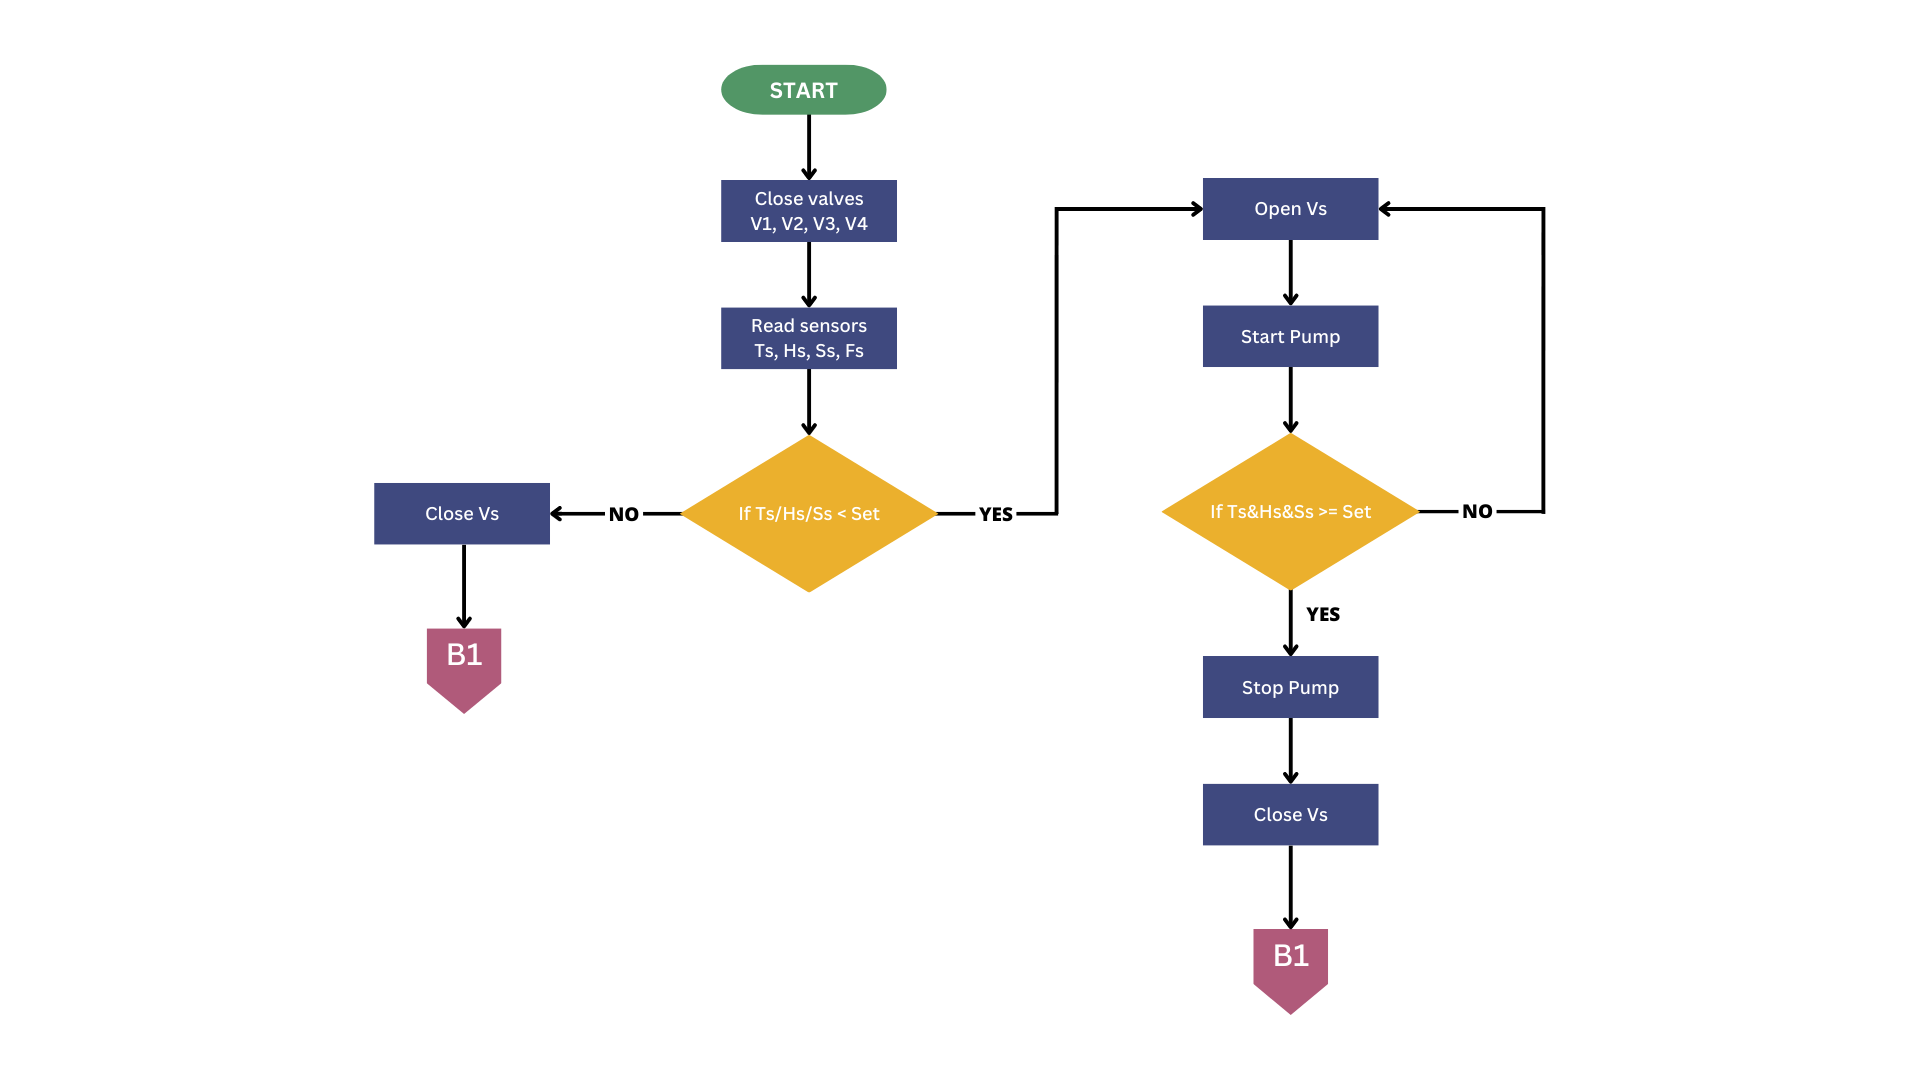 START
Close valves
V1, V2, V3, V4
Read sensors
Ts, Hs, Ss, Fs
If Ts/Hs/Ss < Set
NO
Close Vs
B1
YES
Open Vs
Start Pump
If Ts&Hs&Ss >= Set
NO
YES
Stop Pump
Close Vs
B1